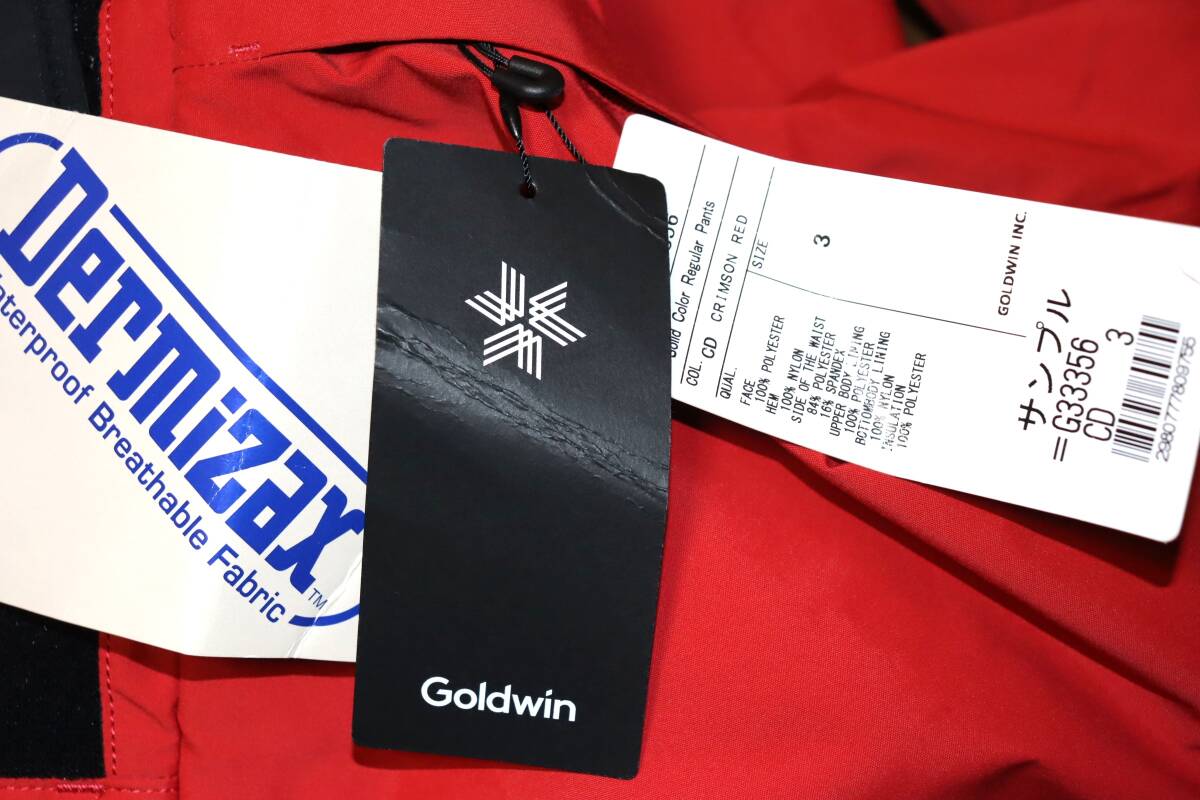 Dermizax
Waterproof Breathable Fabric
TM
Goldwin
Solid Color Regular Pants
COL. CD CRIMSON RED
SIZE
3
QUAL.
FACE
100% POLYESTER
HEM
100% NYLON
SIDE OF THE WAIST
84% POLYESTER
16% SPANDEX
UPPER BODY LINING
100% POLYESTER
BOTTOMBODY LINING
100% NYLON
INSULATION
100% POLYESTER
GOLDWIN INC.
サンプル
=G33356
CD 3